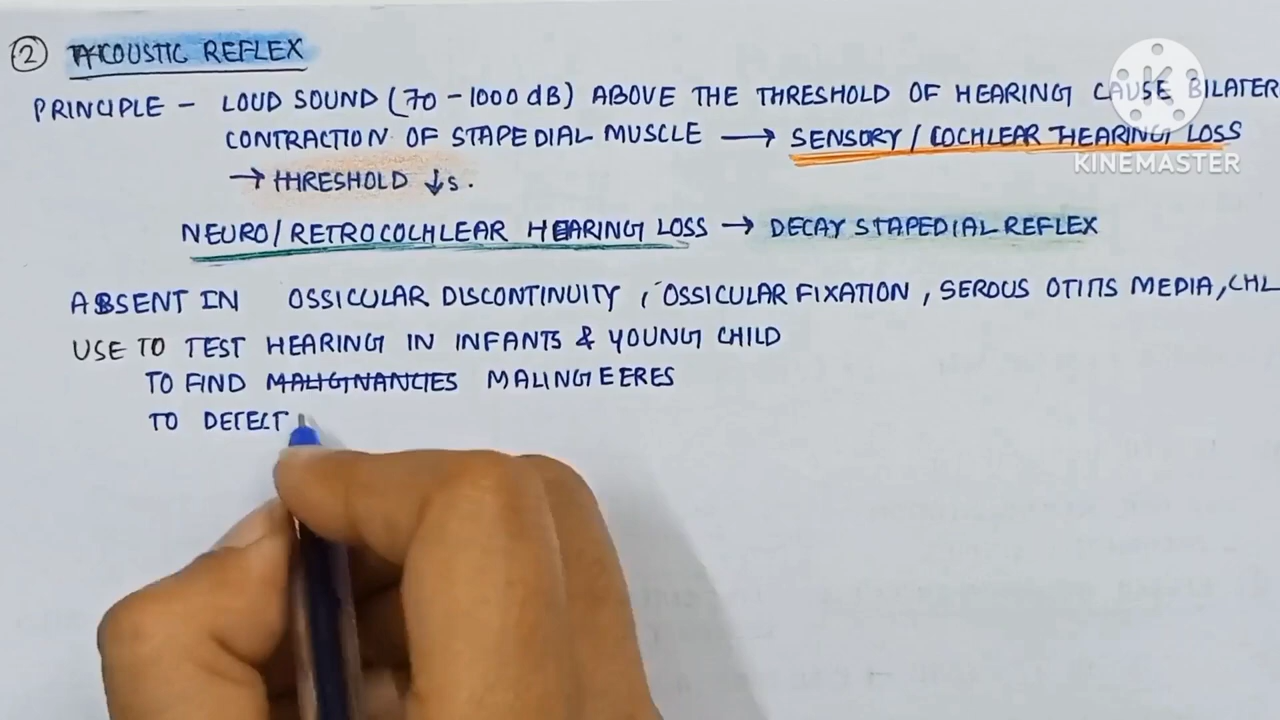 ② ACOUSTIC REFLEX
PRINCIPLE - LOUD SOUND (70-1000 dB) ABOVE THE THRESHOLD OF HEARING CAUSE BILATER
CONTRACTION OF STAPEDIAL MUSCLE → SENSORY / COCHLEAR HEARING LOSS
KINEMASTER
→ THRESHOLD ↓s.
NEURO/RETROCOCHLEAR HEARING LOSS → DECAY STAPEDIAL REFLEX
ABSENT IN OSSICULAR DISCONTINUITY, OSSICULAR FIXATION, SEROUS OTITIS MEDIA, CHL
USE TO TEST HEARING IN INFANTS & YOUNG CHILD
TO FIND MALIGNANCIES MALINGEERES
TO DETECT